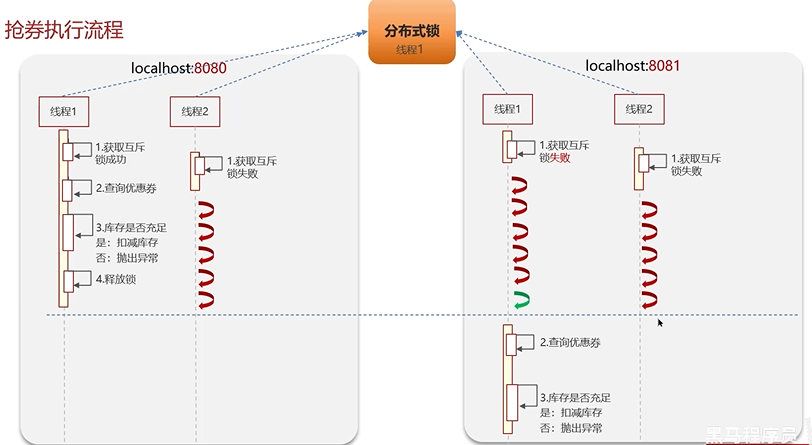 抢券执行流程
分布式锁
线程1
localhost:8080
localhost:8081
线程1
线程2
线程1
线程2
1.获取互斥
锁成功
1.获取互斥
锁失败
1.获取互斥
锁失败
1.获取互斥
锁失败
2.查询优惠券
3.库存是否充足
是：扣减库存
否：抛出异常
4.释放锁
2.查询优惠券
3.库存是否充足
是：扣减库存
否：抛出异常
黑马程序员